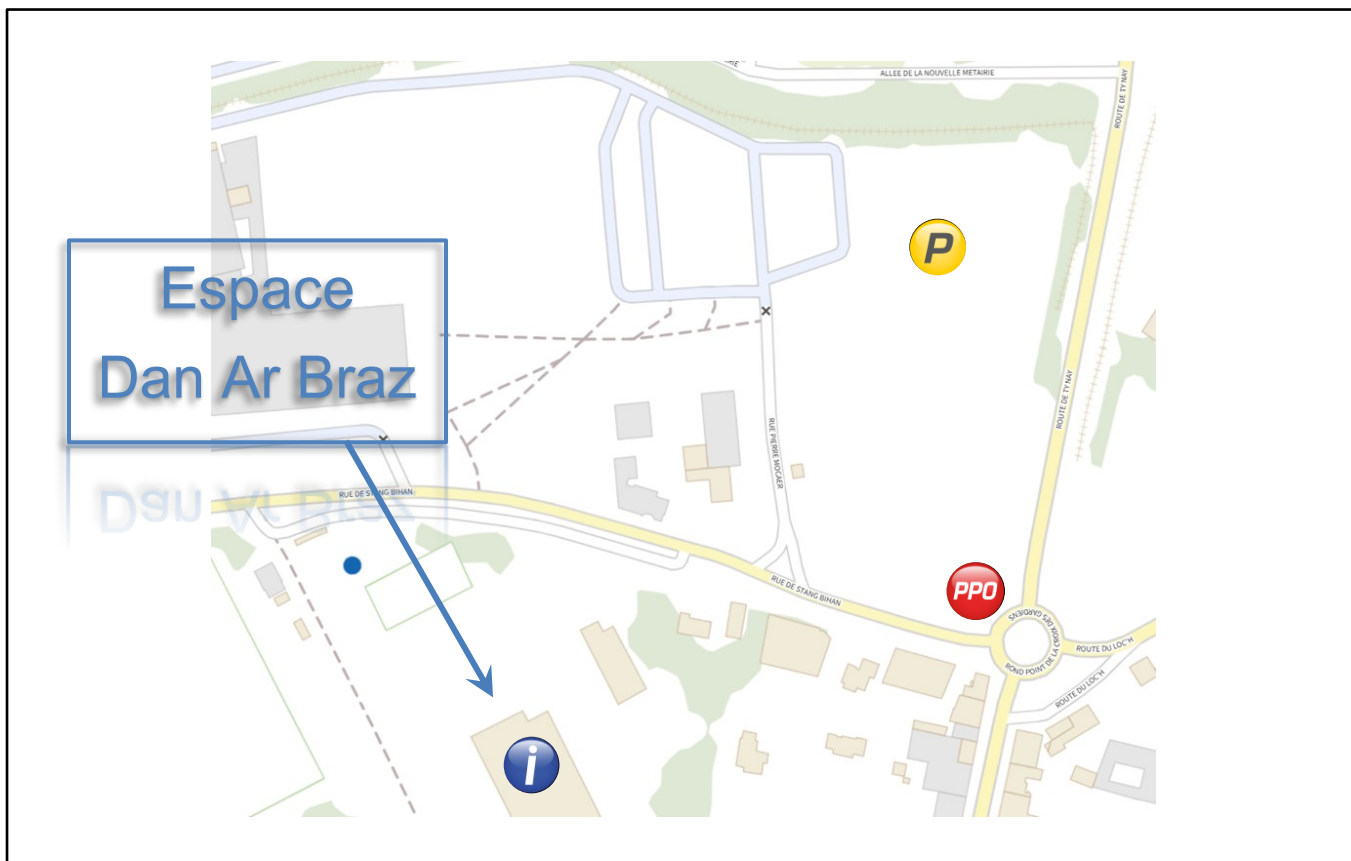 ALLEE DE LA NOUVELLE METAIRIE
ROUTE DE TY NAY
P
Espace
Dan Ar Braz
ROUTE DE TY NAY
RUE PIERRE MOCAER
RUE DE STANG BIHAN
RUE DE STANG BIHAN
PPO
ROND POINT DE LA CROIX DES GARDIENS
ROUTE DU LOC'H
ROUTE DU LOC'H
i